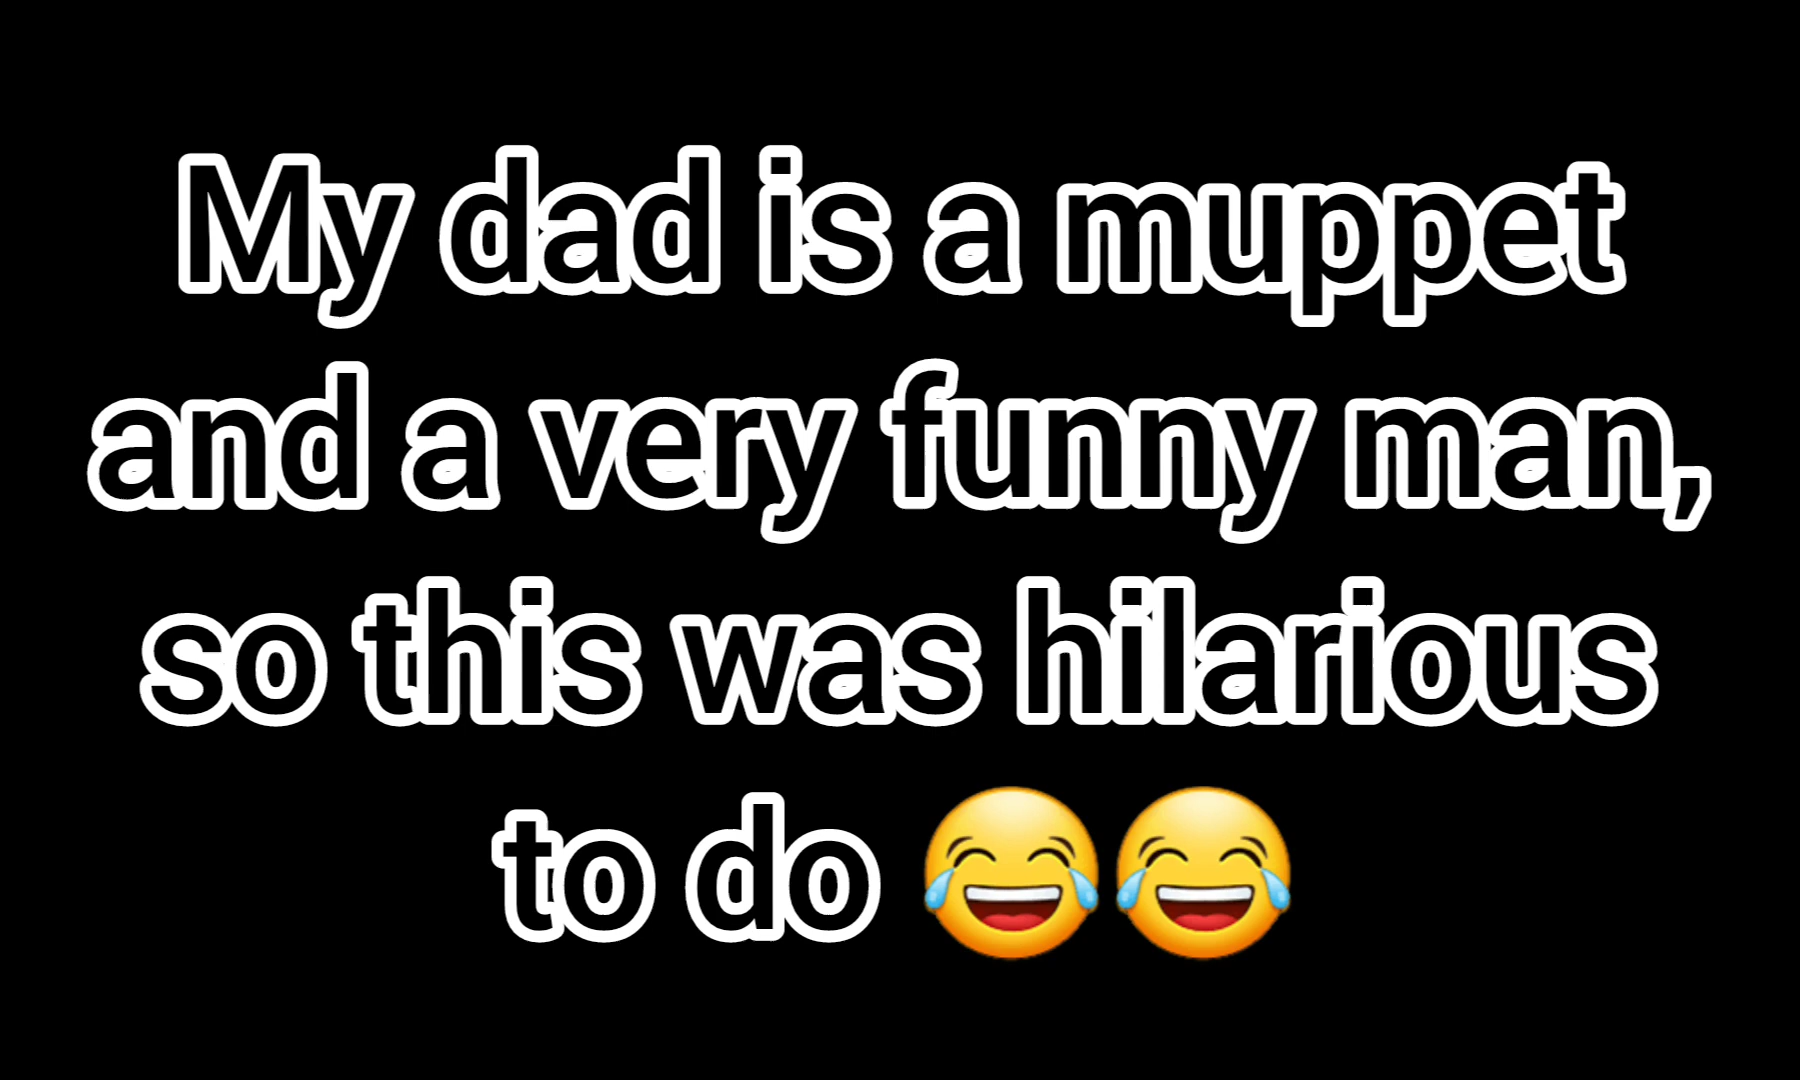 My dad is a muppet
and a very funny man,
so this was hilarious
to do 😂😂